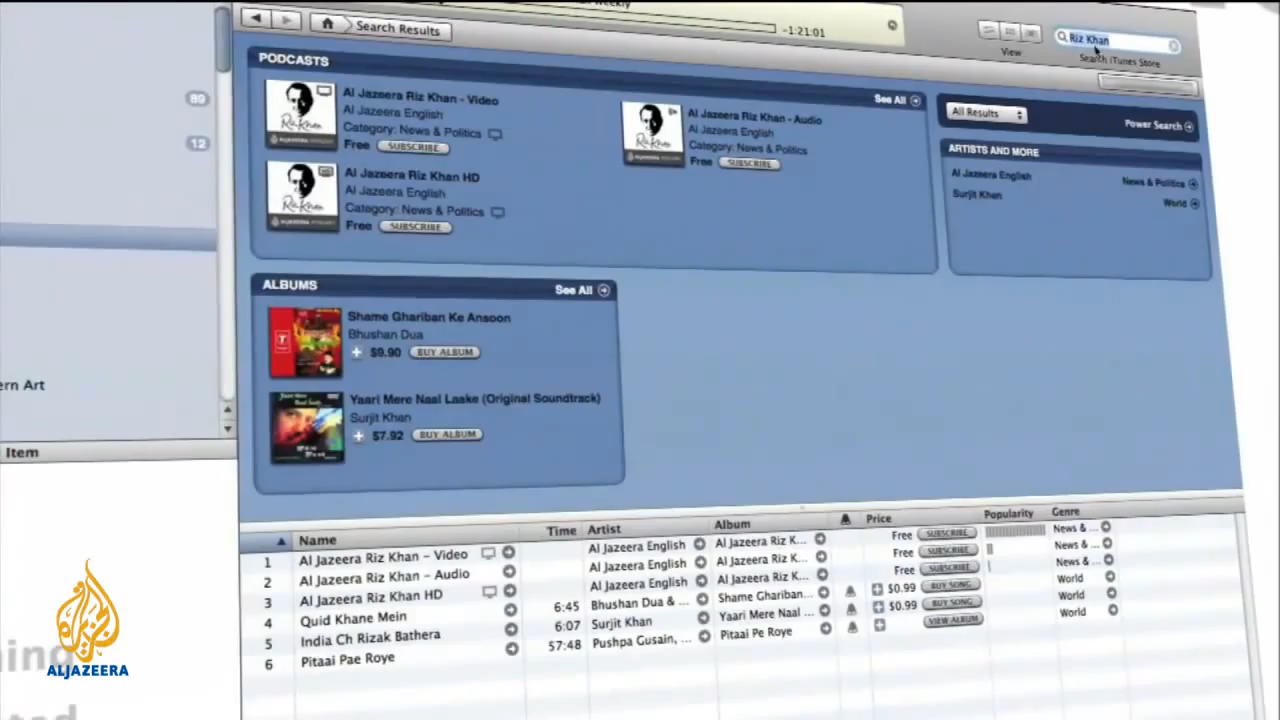 Weekly
-1:21:01
Search Results
View
Riz Khan
Search iTunes Store
89
12
ern Art
Item
PODCASTS
See All
Al Jazeera Riz Khan - Video
Al Jazeera English
Category: News & Politics
Free SUBSCRIBE
Al Jazeera Riz Khan - Audio
Al Jazeera English
Category: News & Politics
Free SUBSCRIBE
Al Jazeera Riz Khan HD
Al Jazeera English
Category: News & Politics
Free SUBSCRIBE
All Results
Power Search
ARTISTS AND MORE
Al Jazeera English
News & Politics
Surjit Khan
World
ALBUMS
See All
Shame Ghariban Ke Ansoon
Bhushan Dua
$9.90 BUY ALBUM
Yaari Mere Naal Laake (Original Soundtrack)
Surjit Khan
$7.92 BUY ALBUM
Name Time Artist Album Price Popularity Genre
1 Al Jazeera Riz Khan - Video Al Jazeera English Al Jazeera Riz K... Free SUBSCRIBE News & ...
2 Al Jazeera Riz Khan - Audio Al Jazeera English Al Jazeera Riz K... Free SUBSCRIBE News & ...
3 Al Jazeera Riz Khan HD Al Jazeera English Al Jazeera Riz K... Free SUBSCRIBE News & ...
4 Quid Khane Mein 6:45 Bhushan Dua & ... Shame Ghariban... $0.99 BUY SONG World
5 India Ch Rizak Bathera 6:07 Surjit Khan Yaari Mere Naal ... $0.99 BUY SONG World
6 Pitaai Pae Roye 57:48 Pushpa Gusain, ... Pitaai Pe Roye VIEW ALBUM World
ALJAZEERA